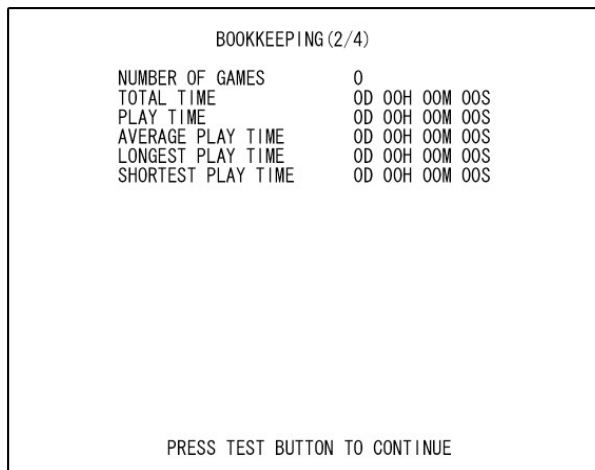 BOOKKEEPING(2/4)
NUMBER OF GAMES 0
TOTAL TIME 0D 00H 00M 00S
PLAY TIME 0D 00H 00M 00S
AVERAGE PLAY TIME 0D 00H 00M 00S
LONGEST PLAY TIME 0D 00H 00M 00S
SHORTEST PLAY TIME 0D 00H 00M 00S
PRESS TEST BUTTON TO CONTINUE